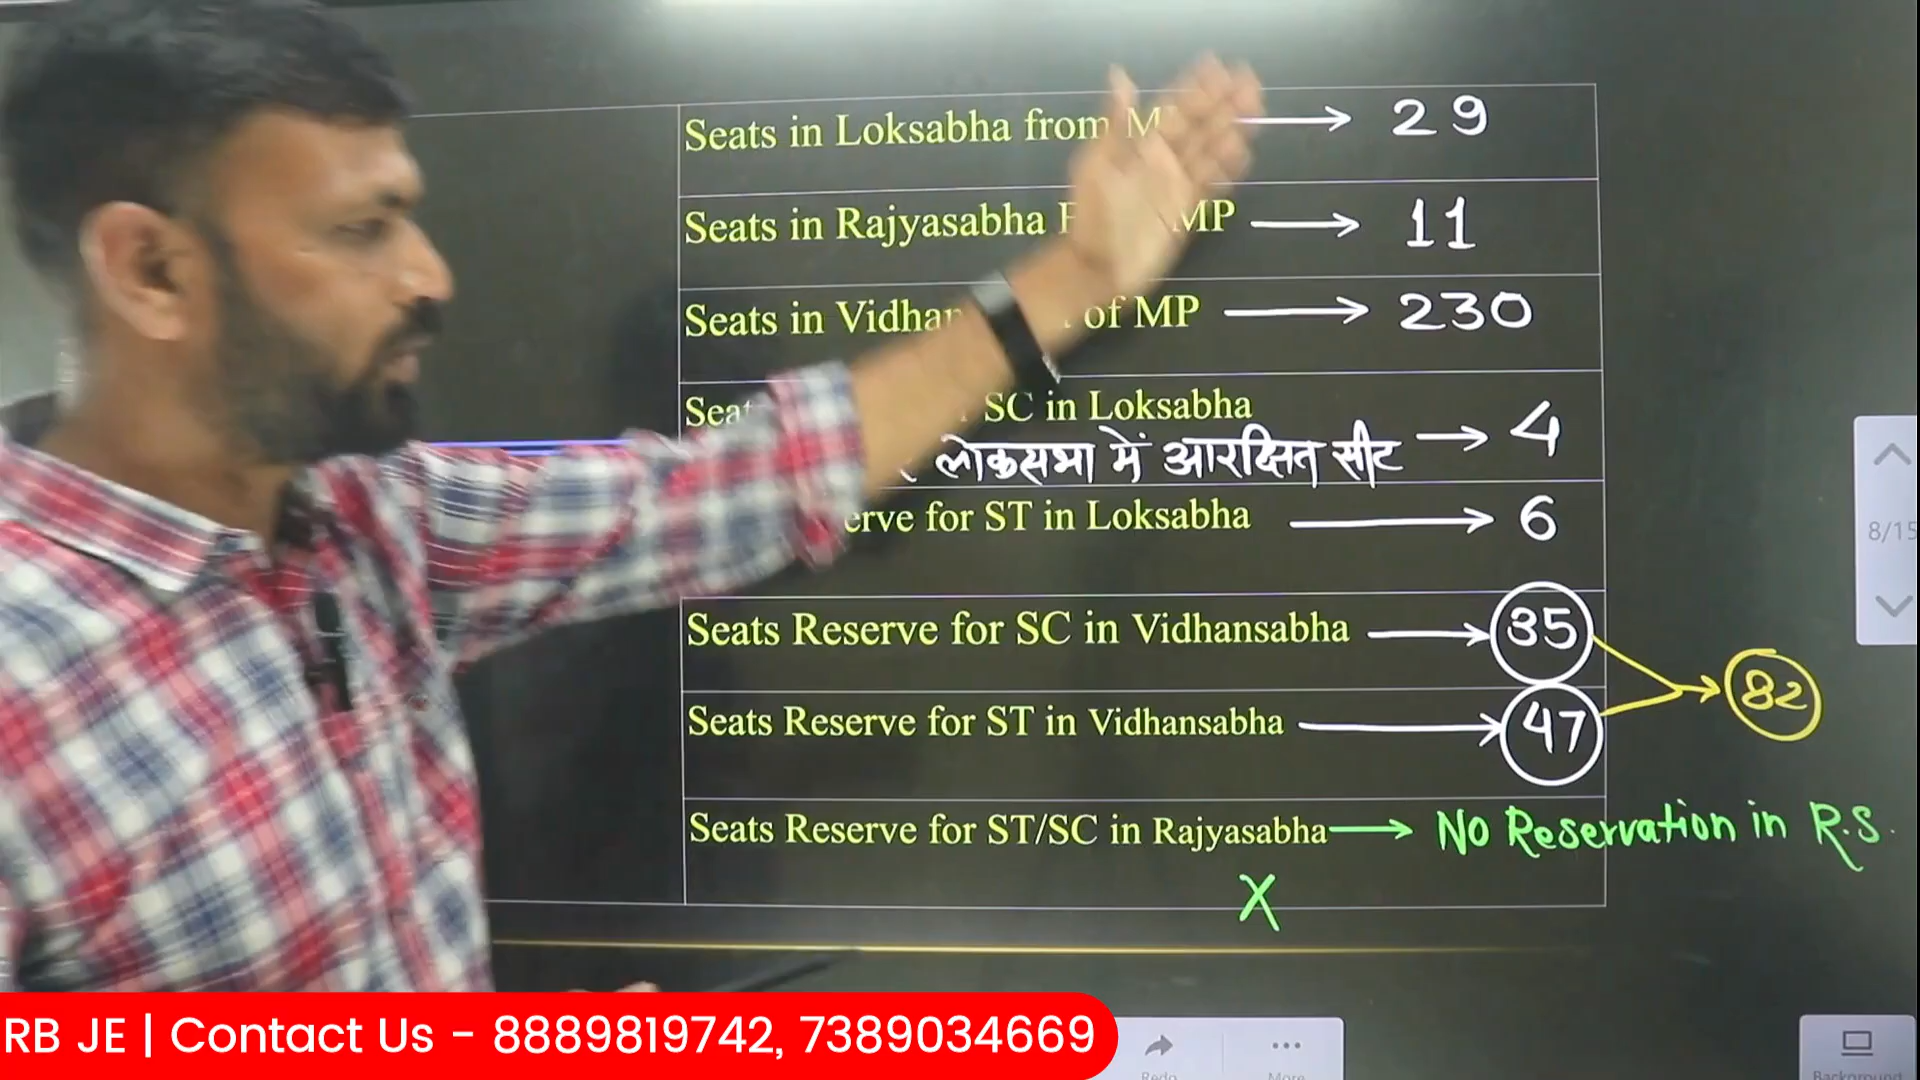 Seats in Loksabha from → 29
Seats in Rajyasabha MP → 11
Seats in of MP → 230
SC in Loksabha
लोकसभा में आरक्षित सीट → 4
for ST in Loksabha → 6
Seats Reserve for SC in Vidhansabha → 35
82
Seats Reserve for ST in Vidhansabha → 47
Seats Reserve for ST/SC in Rajyasabha → No Reservation in R.S.
X
8/15
RB JE | Contact Us - 8889819742, 7389034669
Redo
More
Background